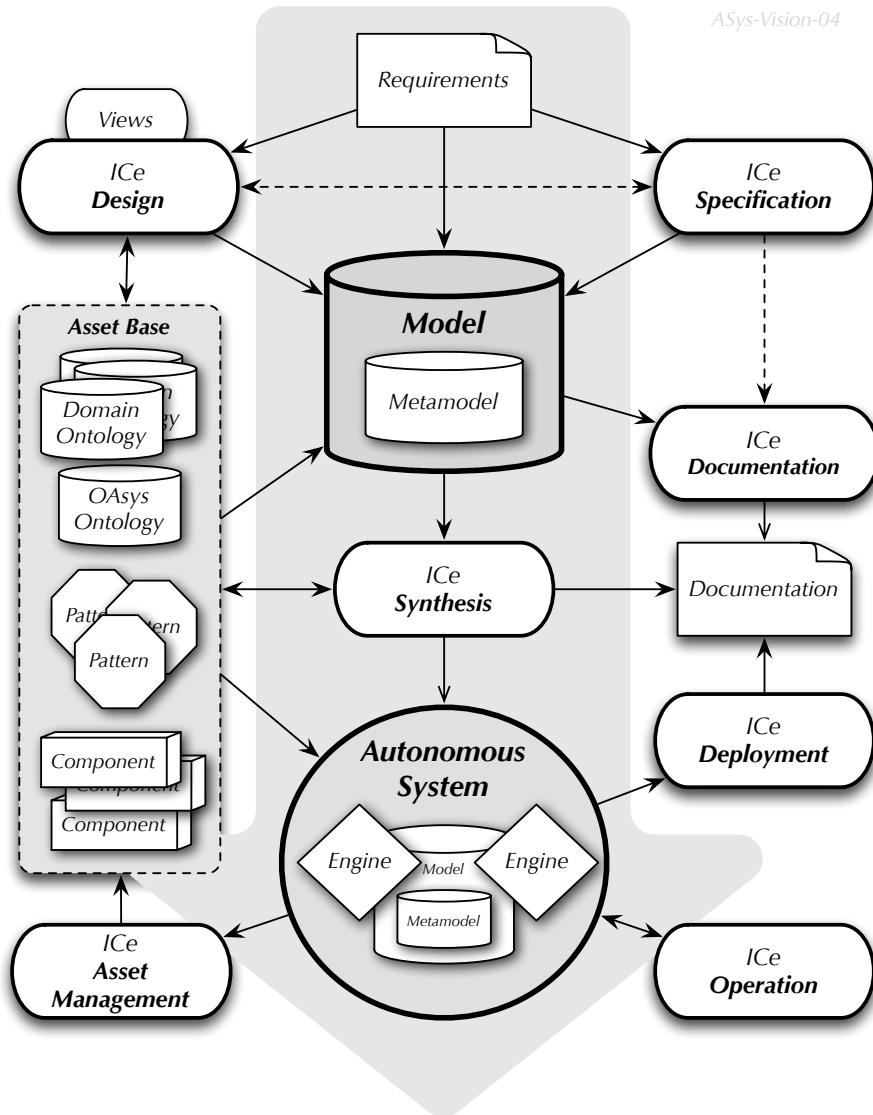 ASys-Vision-04
Requirements
Views
ICe
Design
ICe
Specification
Asset Base
Model
Metamodel
Domain
Ontology
OAsys
Ontology
ICe
Documentation
ICe
Synthesis
Documentation
Pattern
Pattern
ICe
Deployment
Component
Component
Component
Autonomous
System
Engine
Model
Engine
Metamodel
ICe
Asset
Management
ICe
Operation